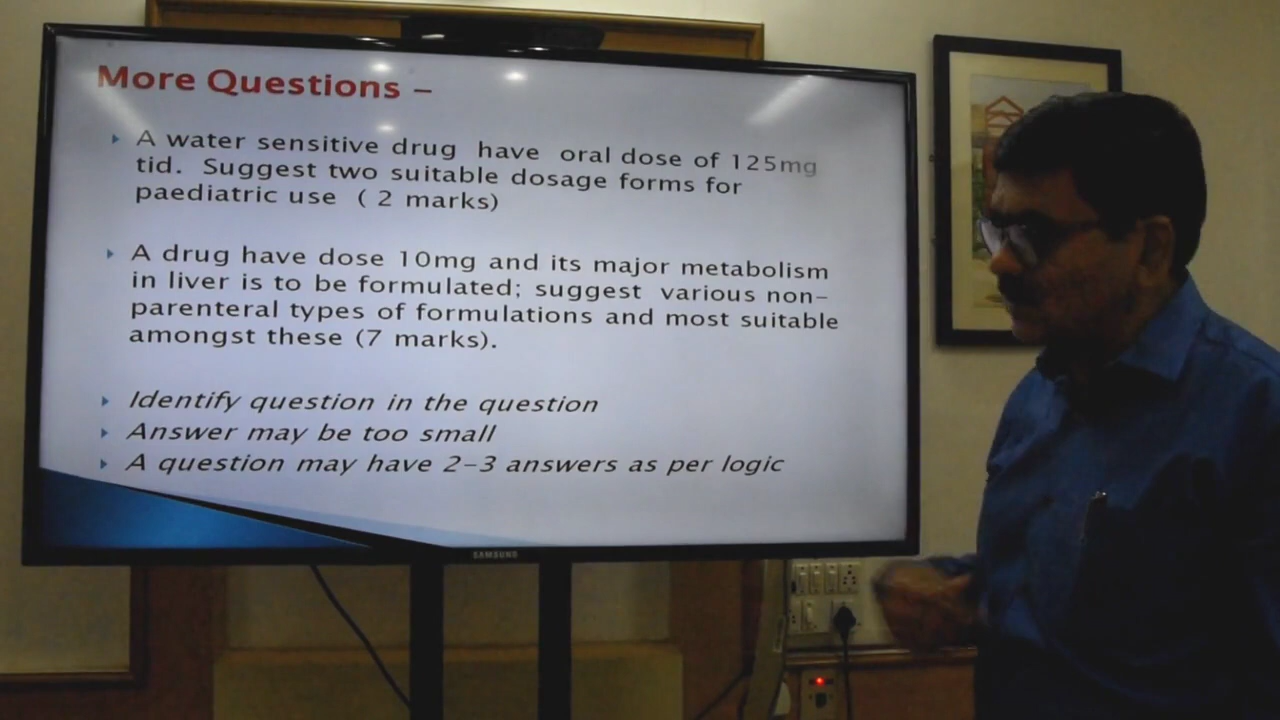 More Questions –
A water sensitive drug have oral dose of 125mg
tid. Suggest two suitable dosage forms for
paediatric use ( 2 marks)
A drug have dose 10mg and its major metabolism
in liver is to be formulated; suggest various non-
parenteral types of formulations and most suitable
amongst these (7 marks).
Identify question in the question
Answer may be too small
A question may have 2-3 answers as per logic
SAMSUNG